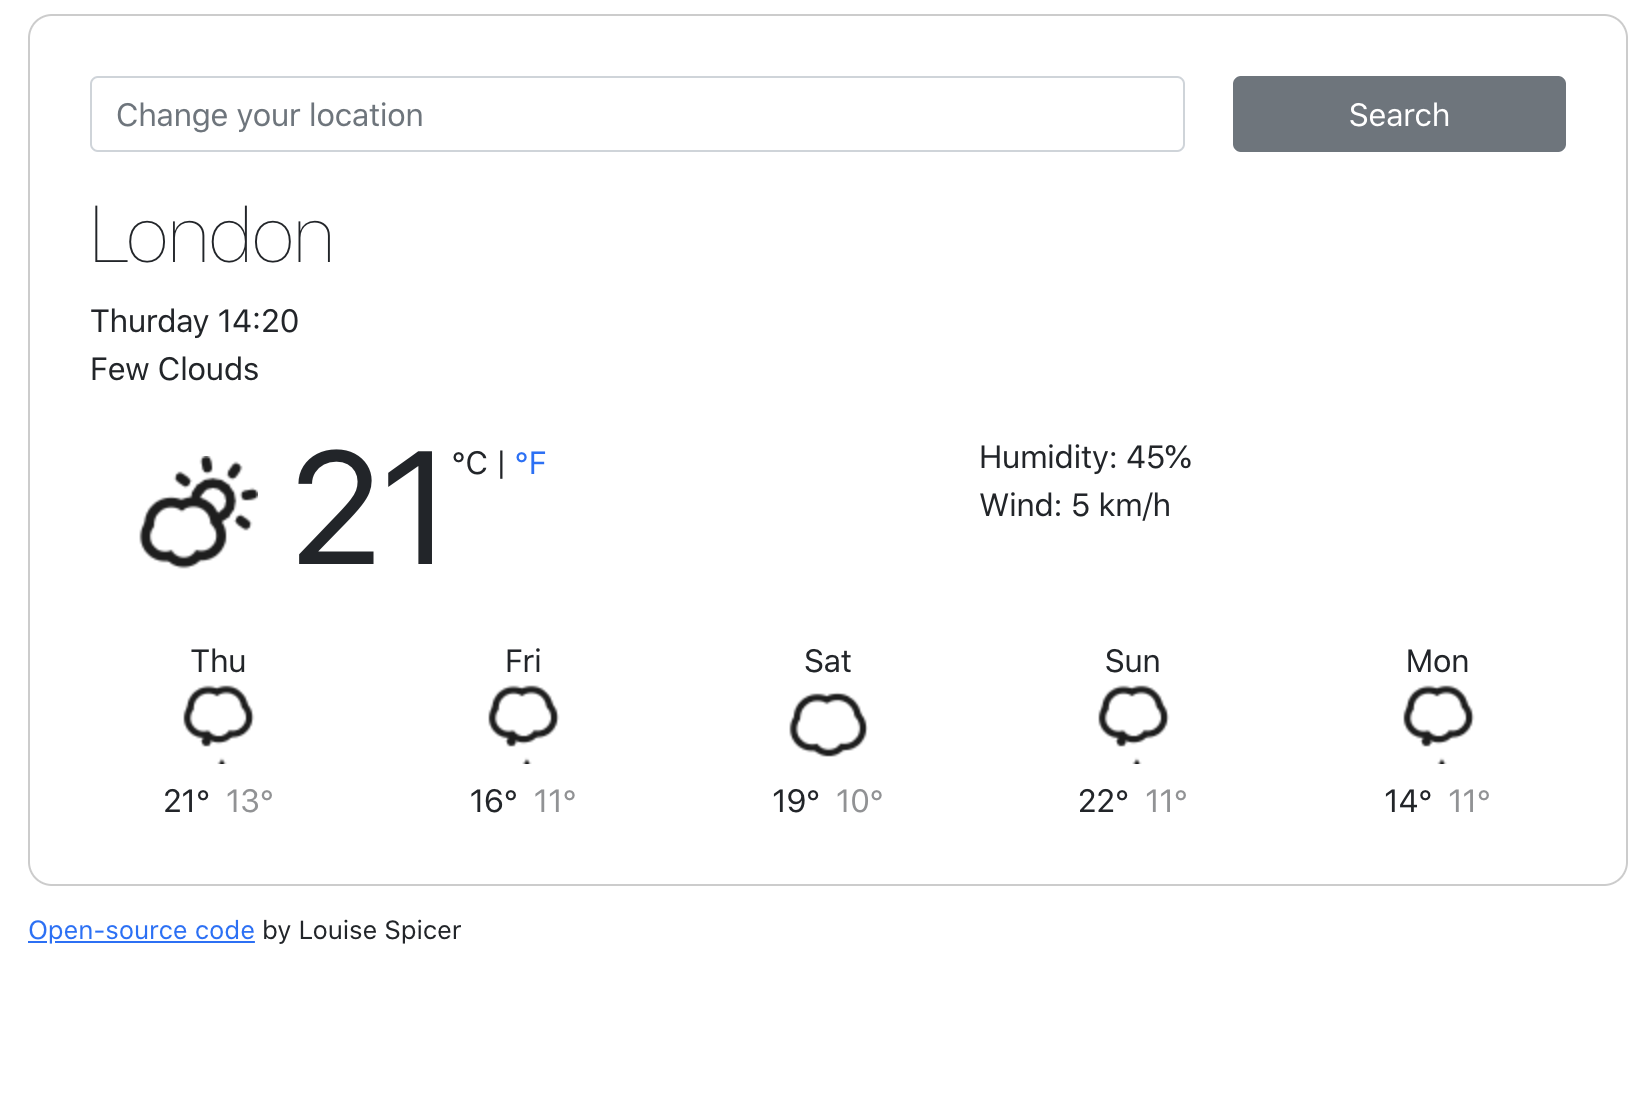 Change your location
Search
London
Thurday 14:20
Few Clouds
21 °C | °F
Humidity: 45%
Wind: 5 km/h
Thu Fri Sat Sun Mon
21° 13° 16° 11° 19° 10° 22° 11° 14° 11°
Open-source code by Louise Spicer